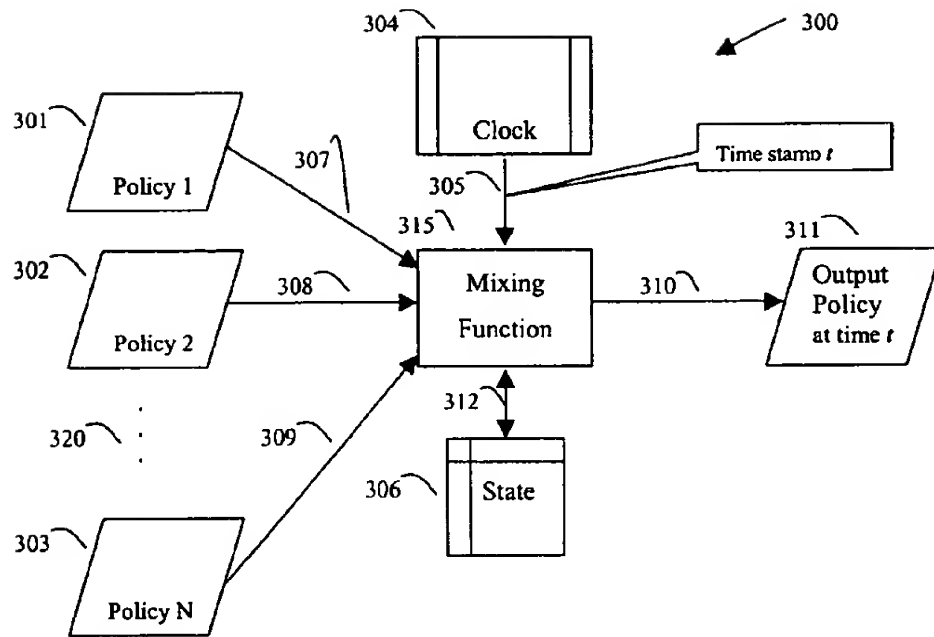 304
300
301
Clock
307
Time stamp t
Policy 1
305
315
311
302
308
Mixing
Function
310
Output
Policy
at time t
Policy 2
312
320
309
306
State
303
Policy N